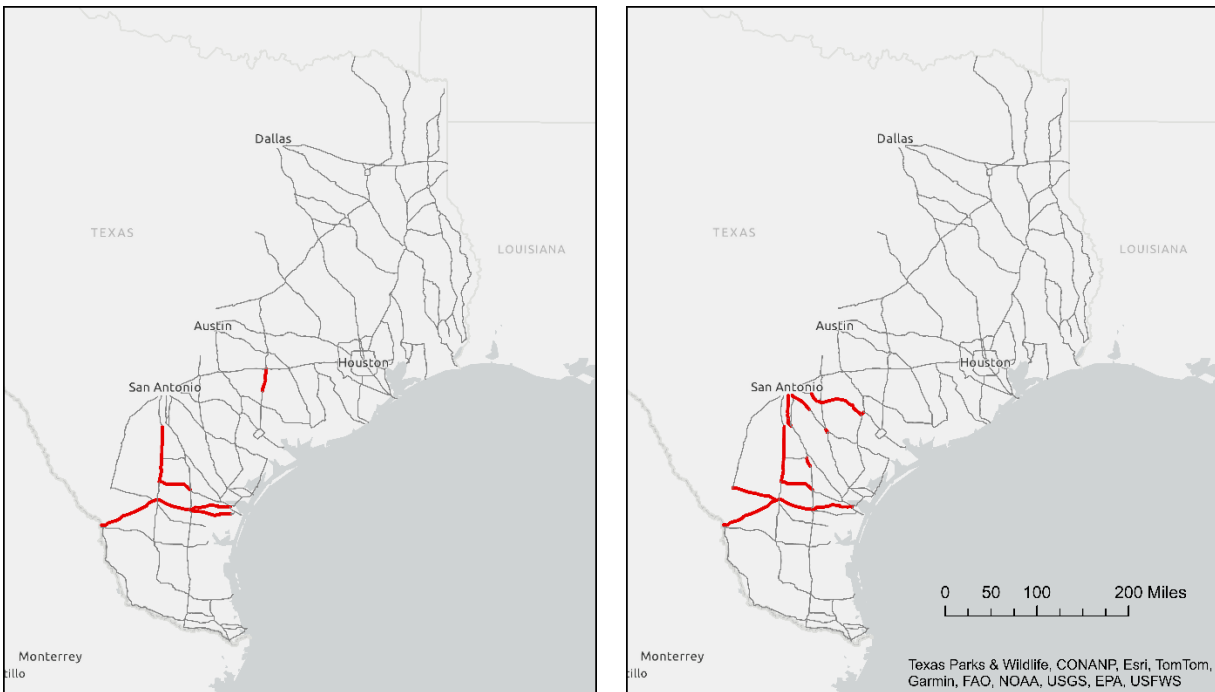 Dallas
TEXAS
LOUISIANA
Austin
Houston
San Antonio
Monterrey
tillo
Dallas
TEXAS
LOUISIANA
Austin
Houston
San Antonio
0 50 100 200 Miles
Monterrey
tillo
Texas Parks & Wildlife, CONANP, Esri, TomTom,
Garmin, FAO, NOAA, USGS, EPA, USFWS